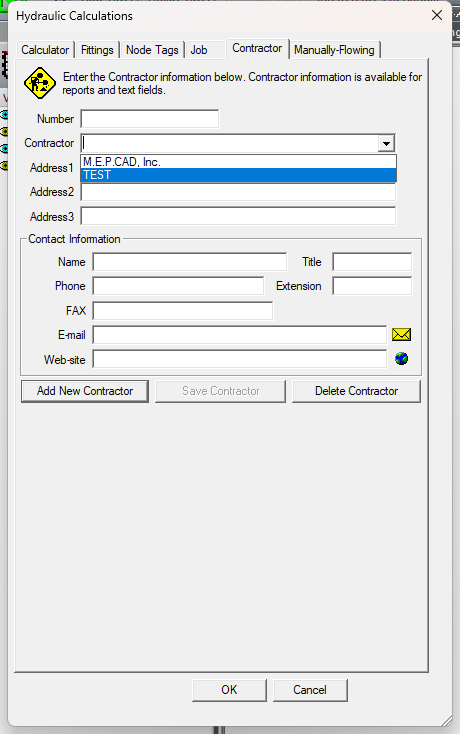 Hydraulic Calculations
Calculator Fittings Node Tags Job Contractor Manually-Flowing
Enter the Contractor information below. Contractor information is available for
reports and text fields.
Number
Contractor
M.E.P.CAD, Inc.
Address1
TEST
Address2
Address3
Contact Information
Name Title
Phone Extension
FAX
E-mail
Web-site
Add New Contractor Save Contractor Delete Contractor
OK Cancel